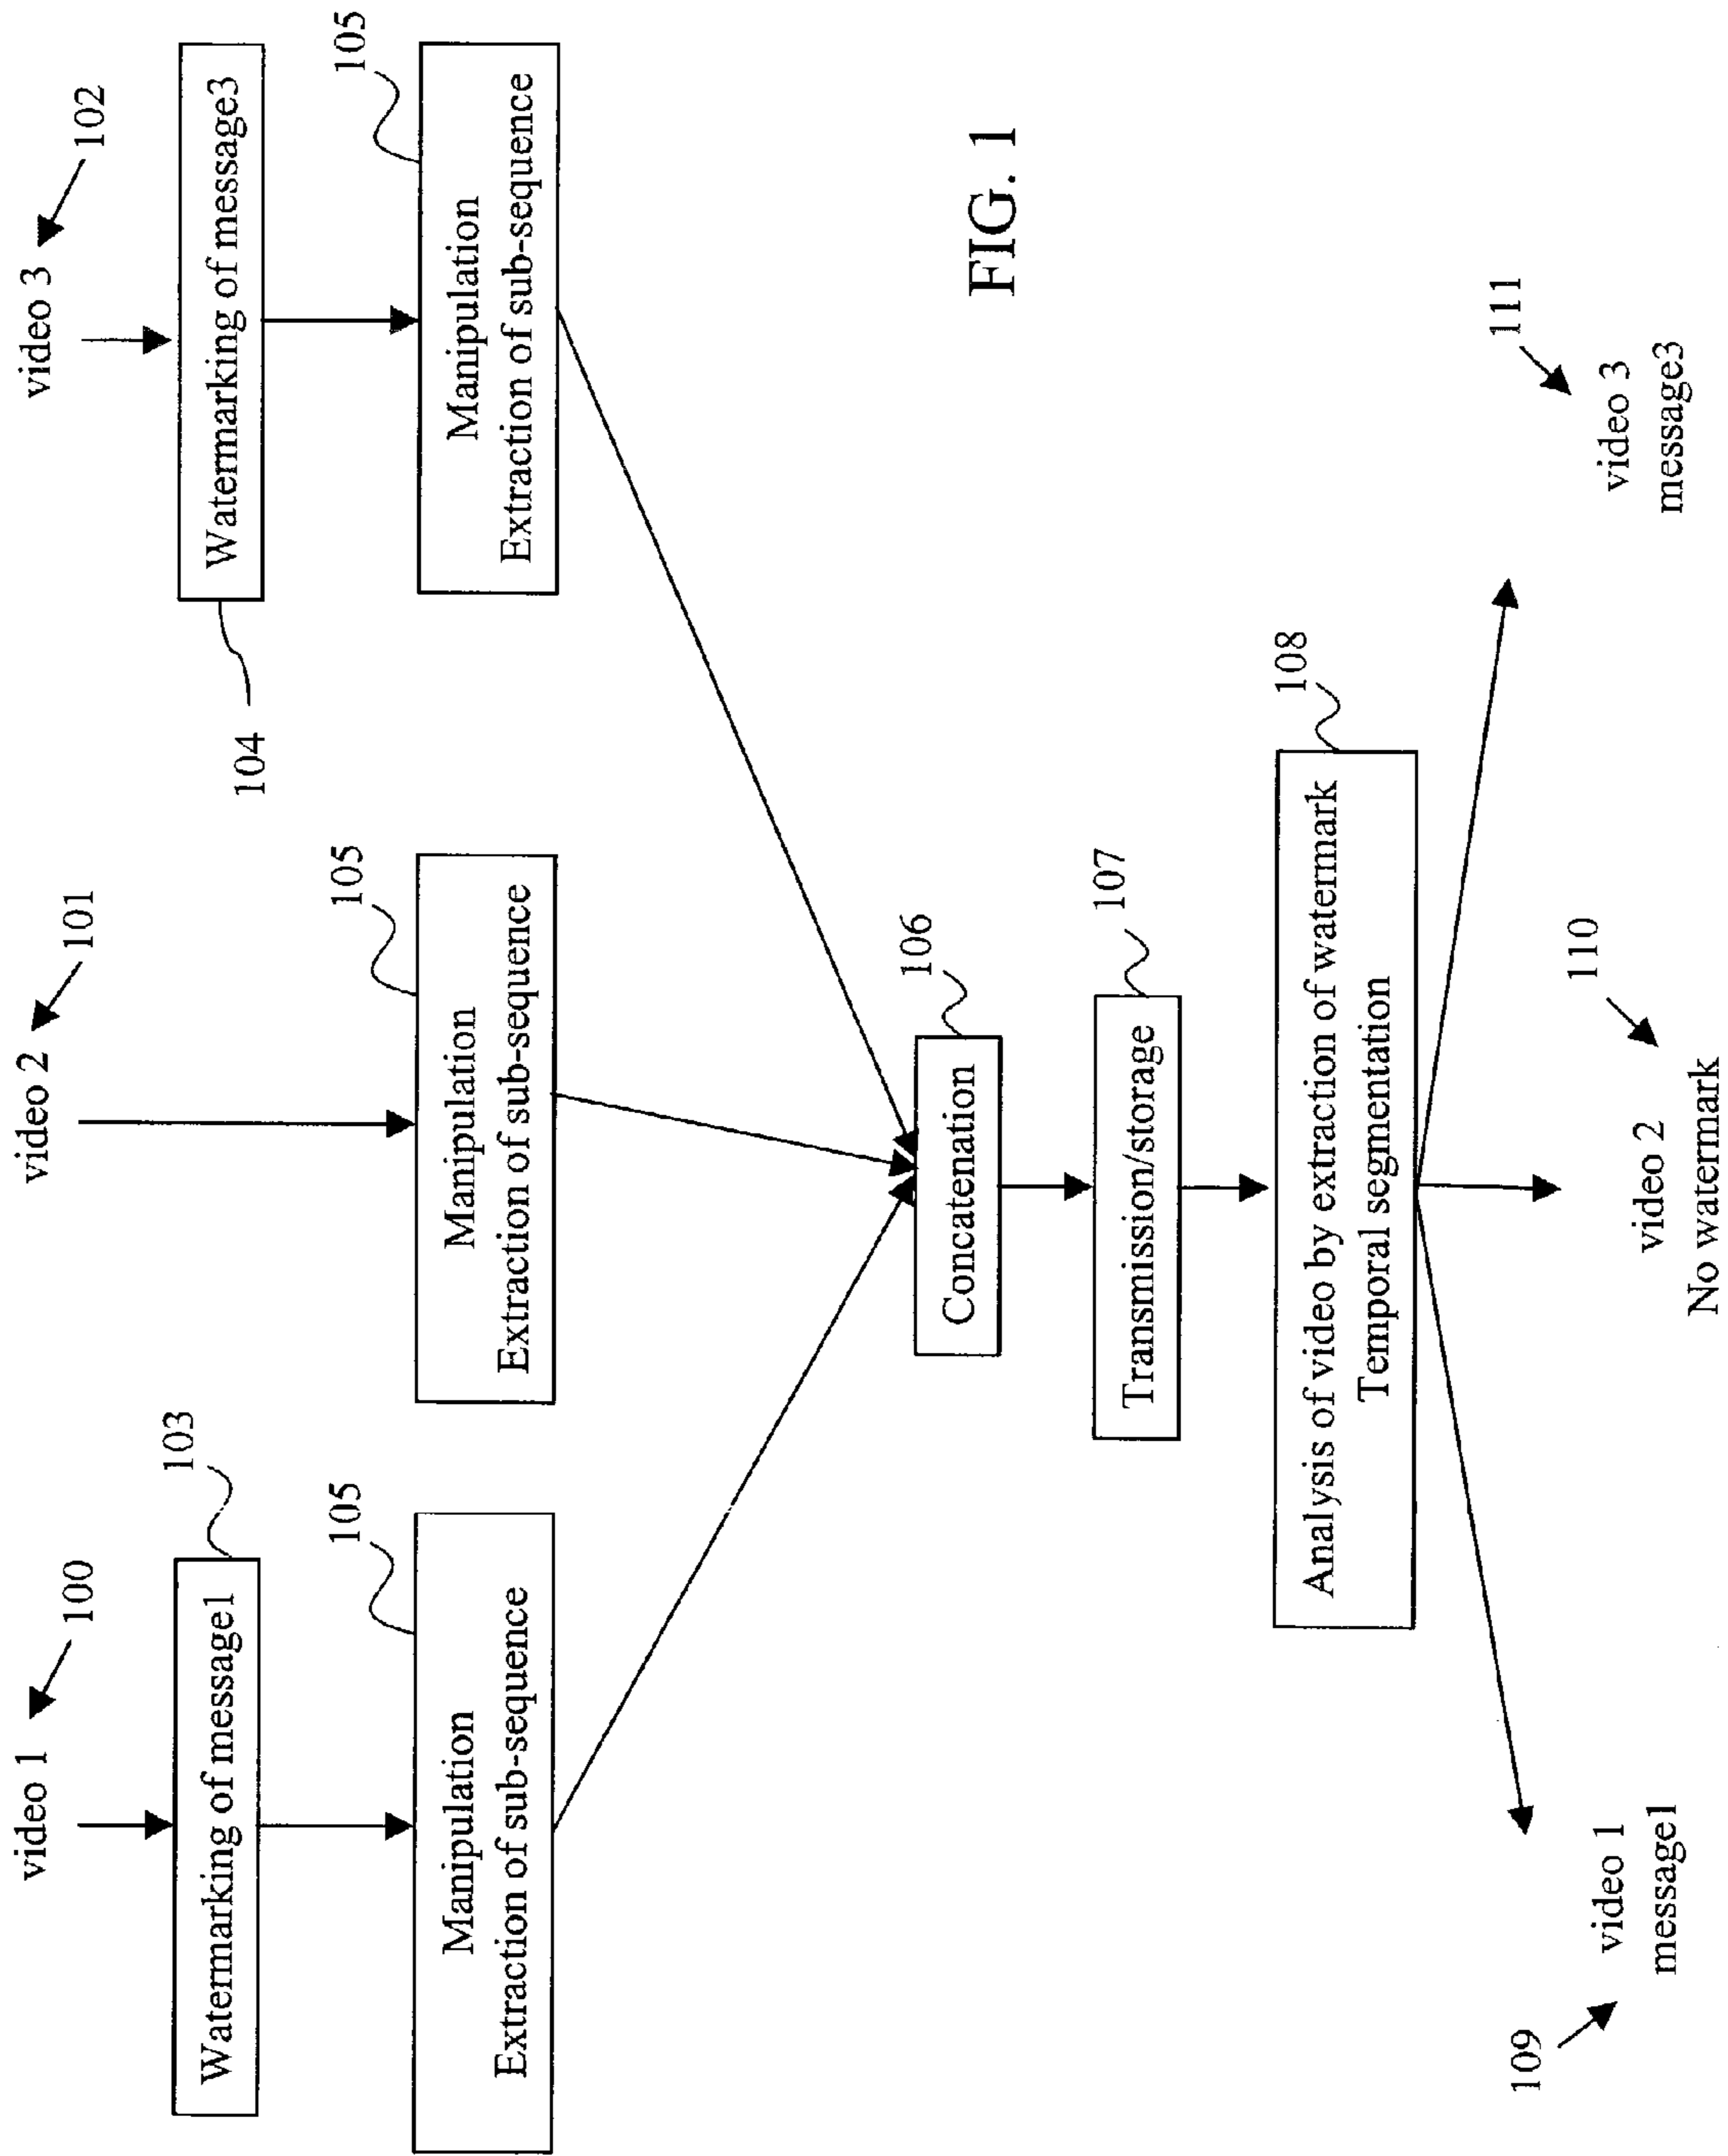 video 1
100
video 2
101
video 3
102
Watermarking of message1
103
Watermarking of message3
104
Manipulation
Extraction of sub-sequence
105
Manipulation
Extraction of sub-sequence
105
Manipulation
Extraction of sub-sequence
105
Concatenation
106
Transmission/storage
107
Analysis of video by extraction of watermark
Temporal segmentation
108
109
video 1
message1
110
video 2
No watermark
111
video 3
message3
FIG. 1